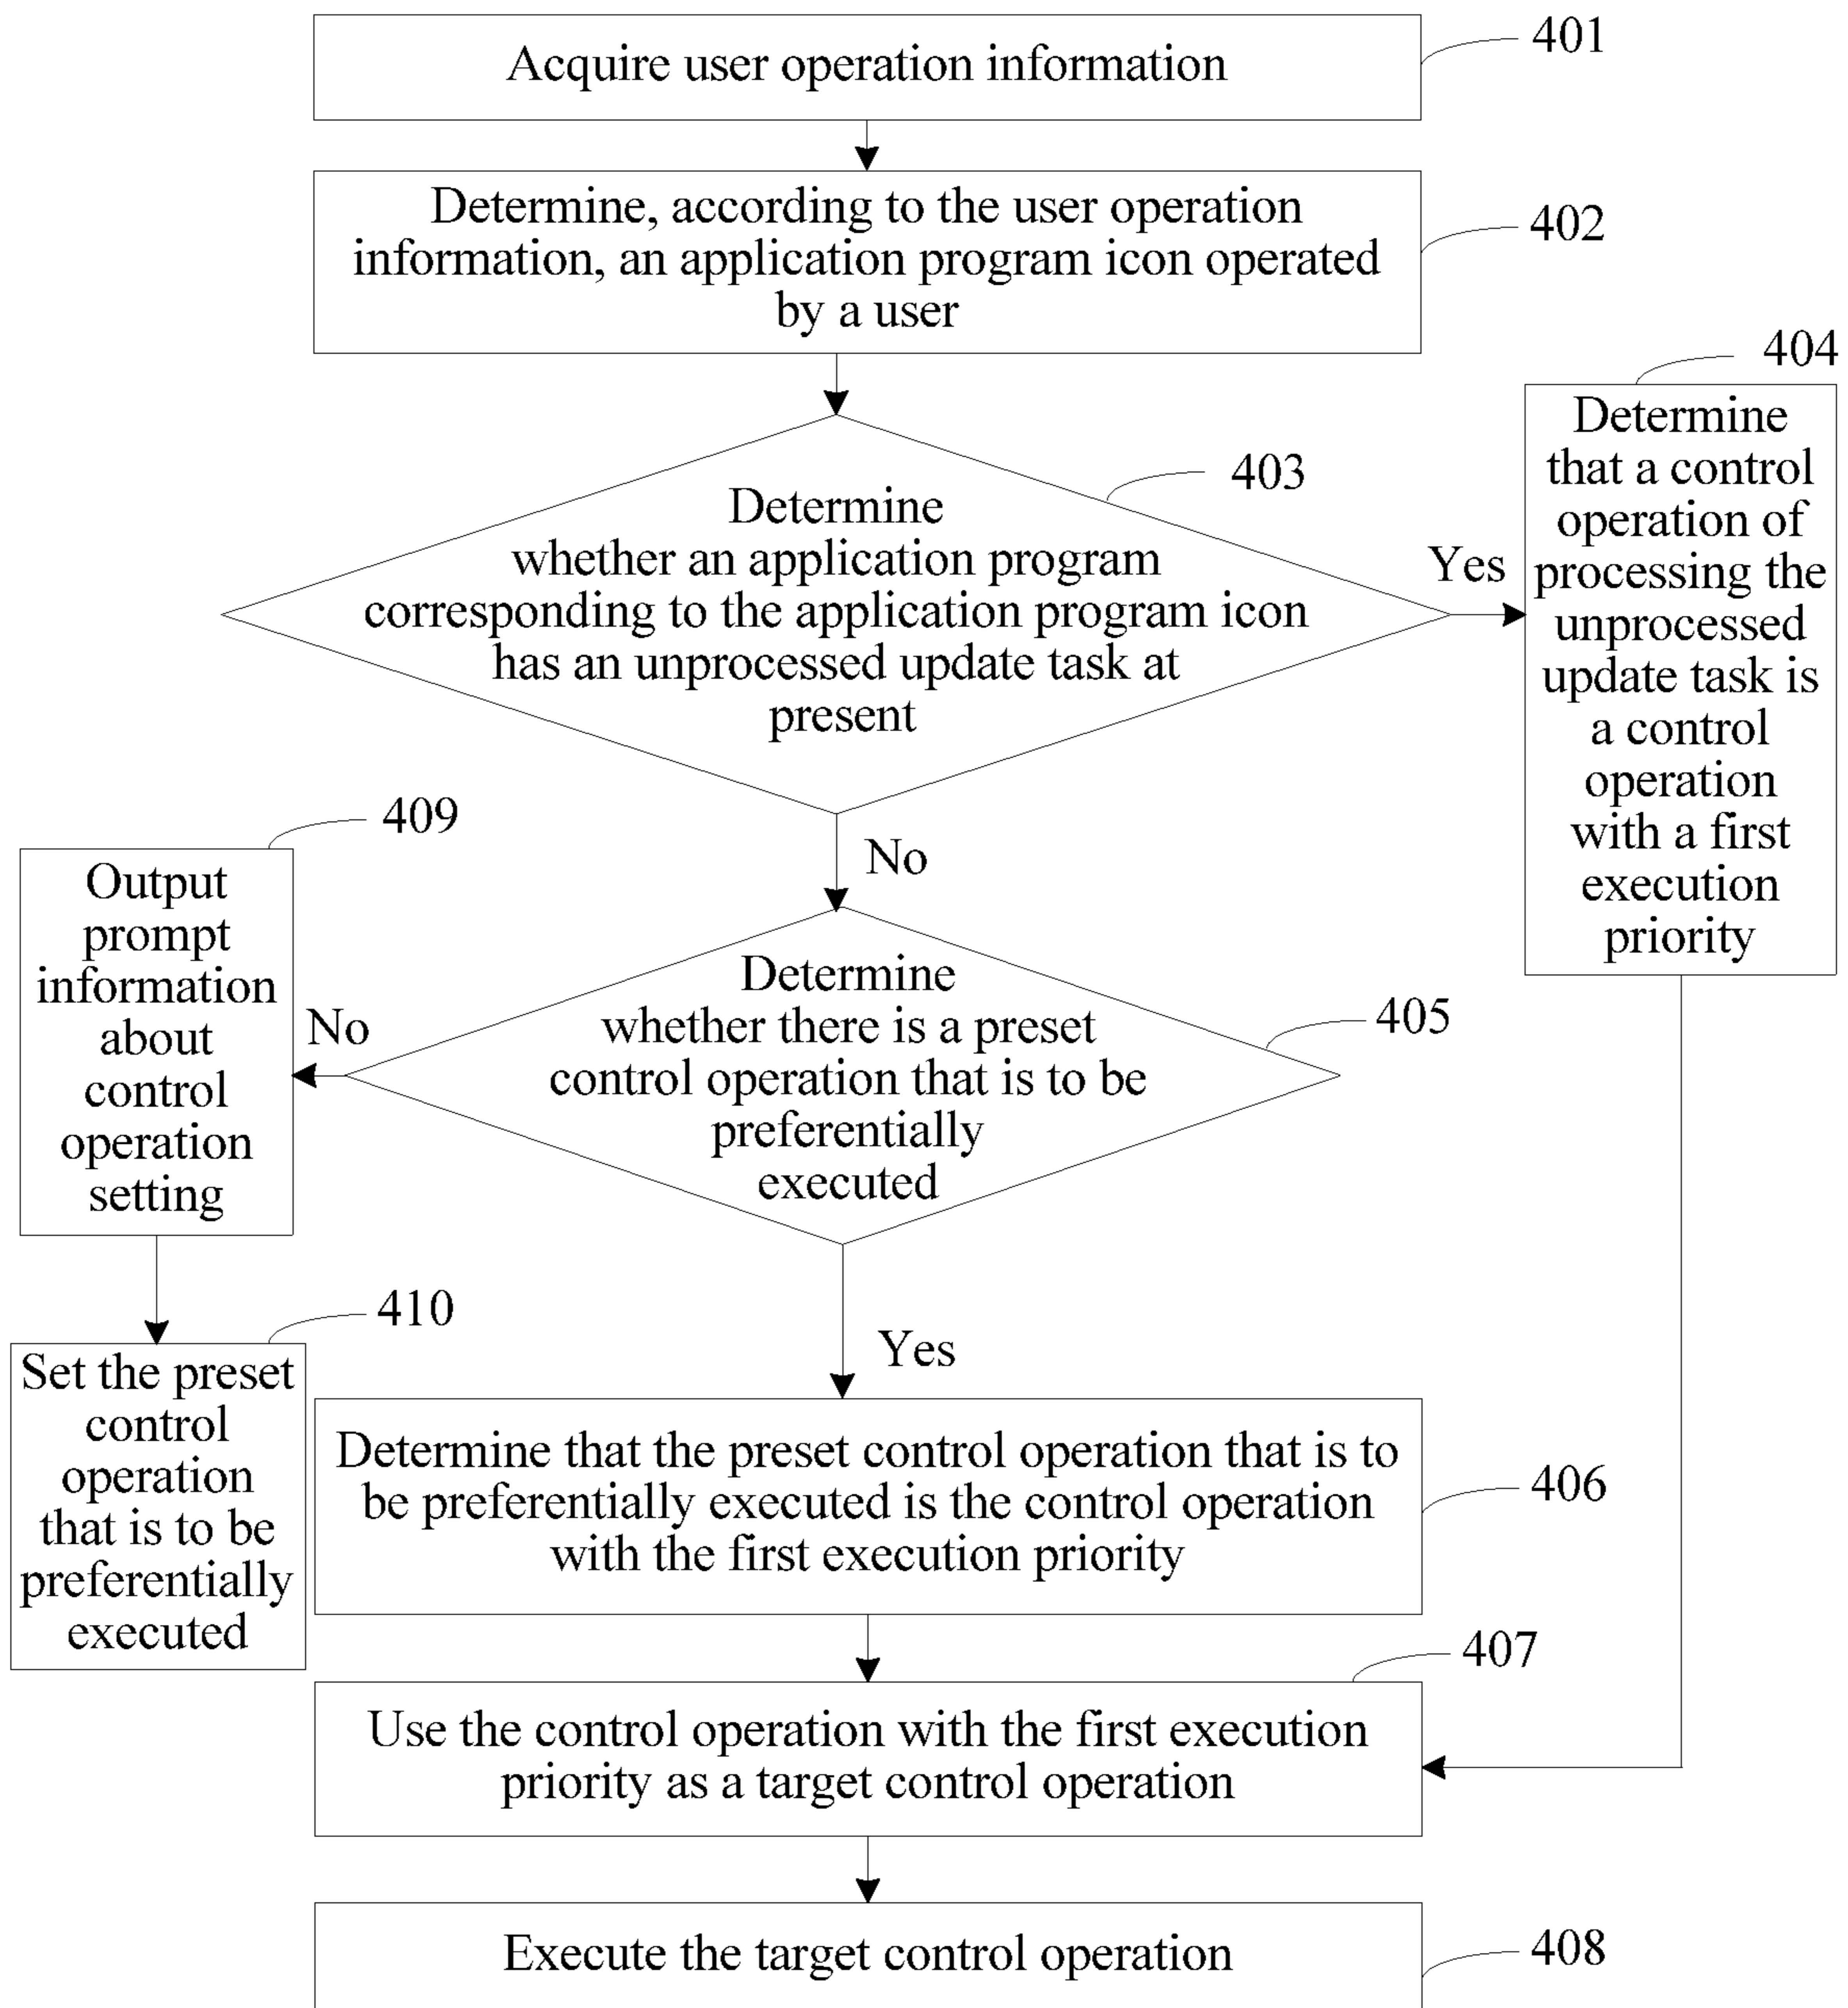 Acquire user operation information
401
Determine, according to the user operation
information, an application program icon operated
by a user
402
Determine
whether an application program
corresponding to the application program icon
has an unprocessed update task at
present
403
Yes
404
Determine
that a control
operation of
processing the
unprocessed
update task is
a control
operation
with a first
execution
priority
No
Determine
whether there is a preset
control operation that is to be
preferentially
executed
405
No
409
Output
prompt
information
about
control
operation
setting
410
Set the preset
control
operation
that is to be
preferentially
executed
Yes
Determine that the preset control operation that is to
be preferentially executed is the control operation
with the first execution priority
406
407
Use the control operation with the first execution
priority as a target control operation
Execute the target control operation
408